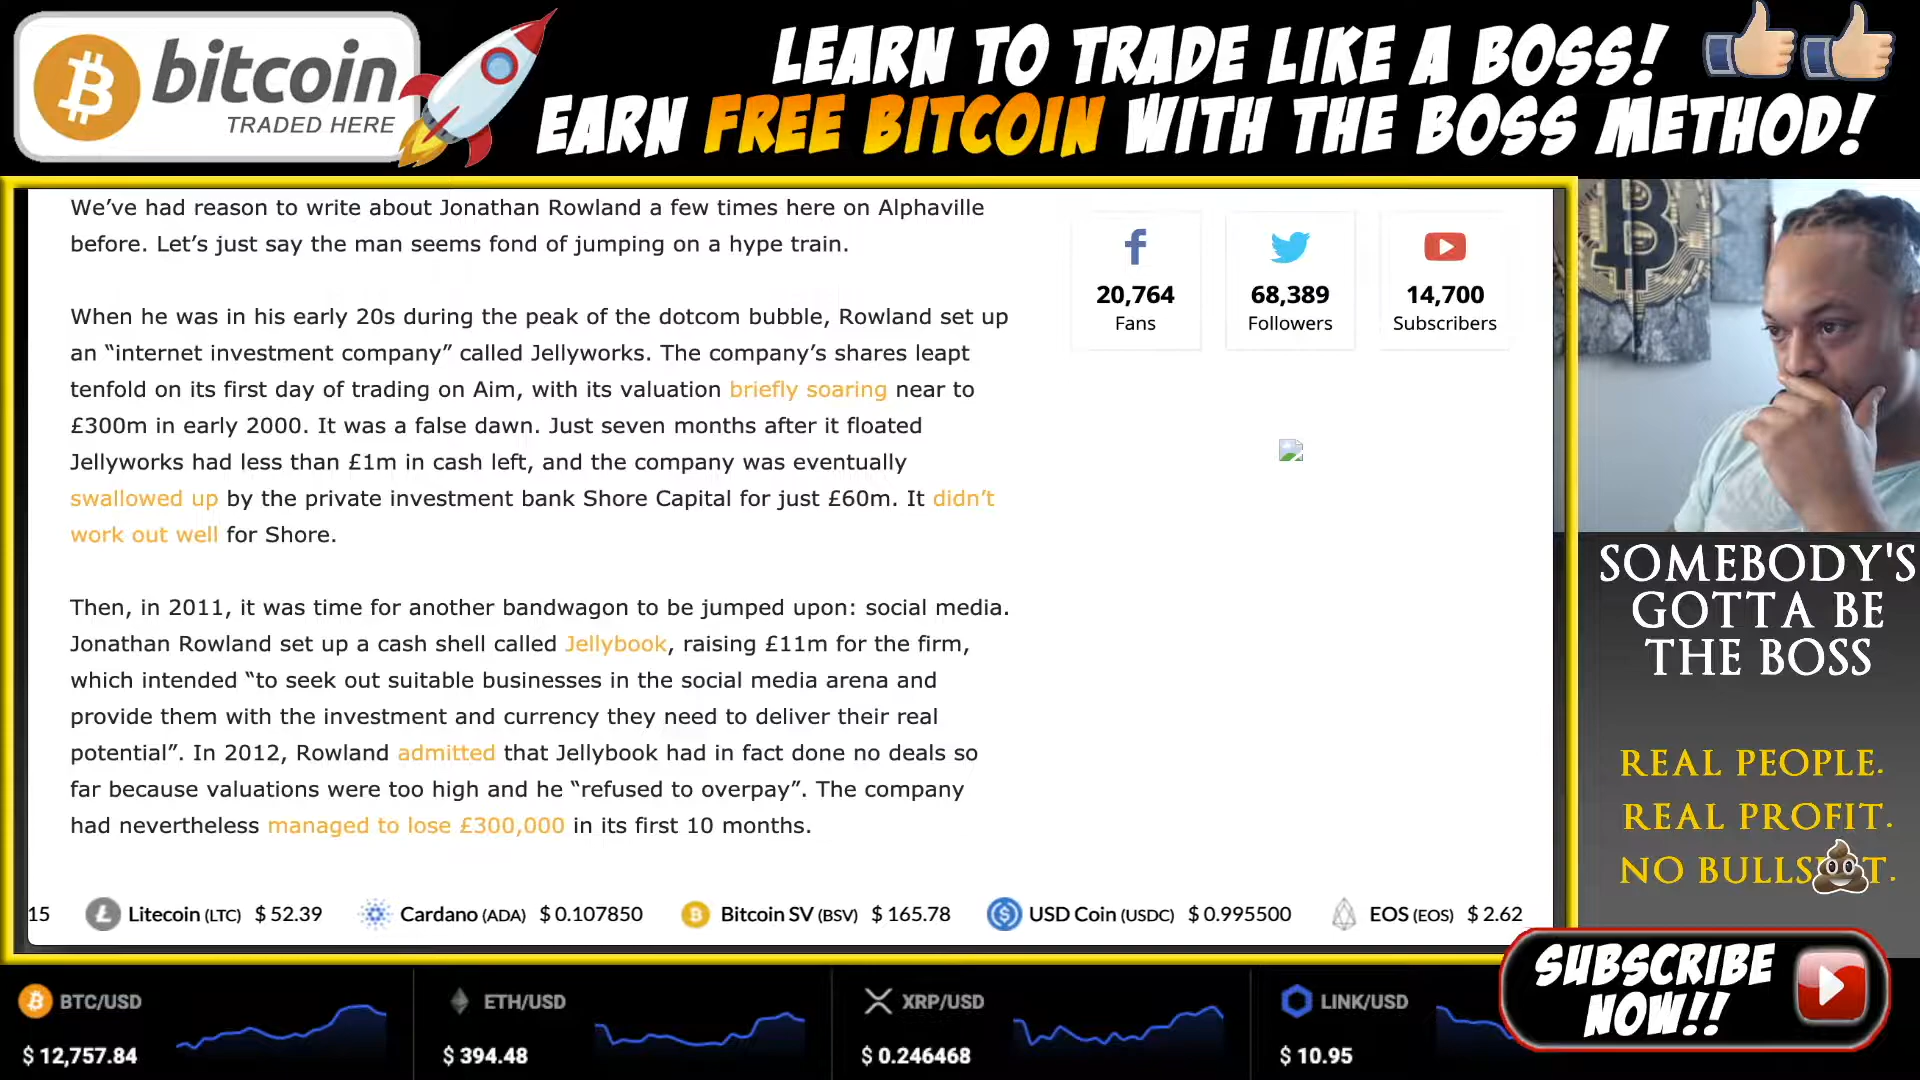 bitcoin
TRADED HERE
LEARN TO TRADE LIKE A BOSS!
EARN FREE BITCOIN WITH THE BOSS METHOD!
We’ve had reason to write about Jonathan Rowland a few times here on Alphaville
before. Let’s just say the man seems fond of jumping on a hype train.
When he was in his early 20s during the peak of the dotcom bubble, Rowland set up
an “internet investment company” called Jellyworks. The company’s shares leapt
tenfold on its first day of trading on Aim, with its valuation briefly soaring near to
£300m in early 2000. It was a false dawn. Just seven months after it floated
Jellyworks had less than £1m in cash left, and the company was eventually
swallowed up by the private investment bank Shore Capital for just £60m. It didn’t
work out well for Shore.
Then, in 2011, it was time for another bandwagon to be jumped upon: social media.
Jonathan Rowland set up a cash shell called Jellybook, raising £11m for the firm,
which intended “to seek out suitable businesses in the social media arena and
provide them with the investment and currency they need to deliver their real
potential”. In 2012, Rowland admitted that Jellybook had in fact done no deals so
far because valuations were too high and he “refused to overpay”. The company
had nevertheless managed to lose £300,000 in its first 10 months.
20,764
Fans
68,389
Followers
14,700
Subscribers
SOMEBODY'S
GOTTA BE
THE BOSS
REAL PEOPLE.
REAL PROFIT.
NO BULLS💩T.
15 Litecoin (LTC) $ 52.39 Cardano (ADA) $ 0.107850 Bitcoin SV (BSV) $ 165.78 USD Coin (USDC) $ 0.995500 EOS (EOS) $ 2.62
SUBSCRIBE
NOW!!
BTC/USD
$ 12,757.84
ETH/USD
$ 394.48
XRP/USD
$ 0.246468
LINK/USD
$ 10.95